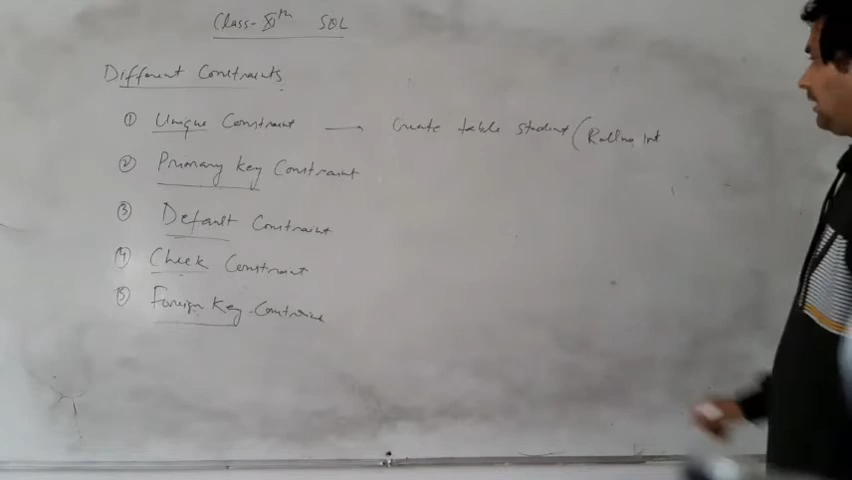 Class- XIth SQL
Different Constraints
① Unique Constraint → Create table student (Rollno, Int
② Primary key Constraint
③ Default Constraint
④ Check Constraint
⑤ Foreign Key Constraint